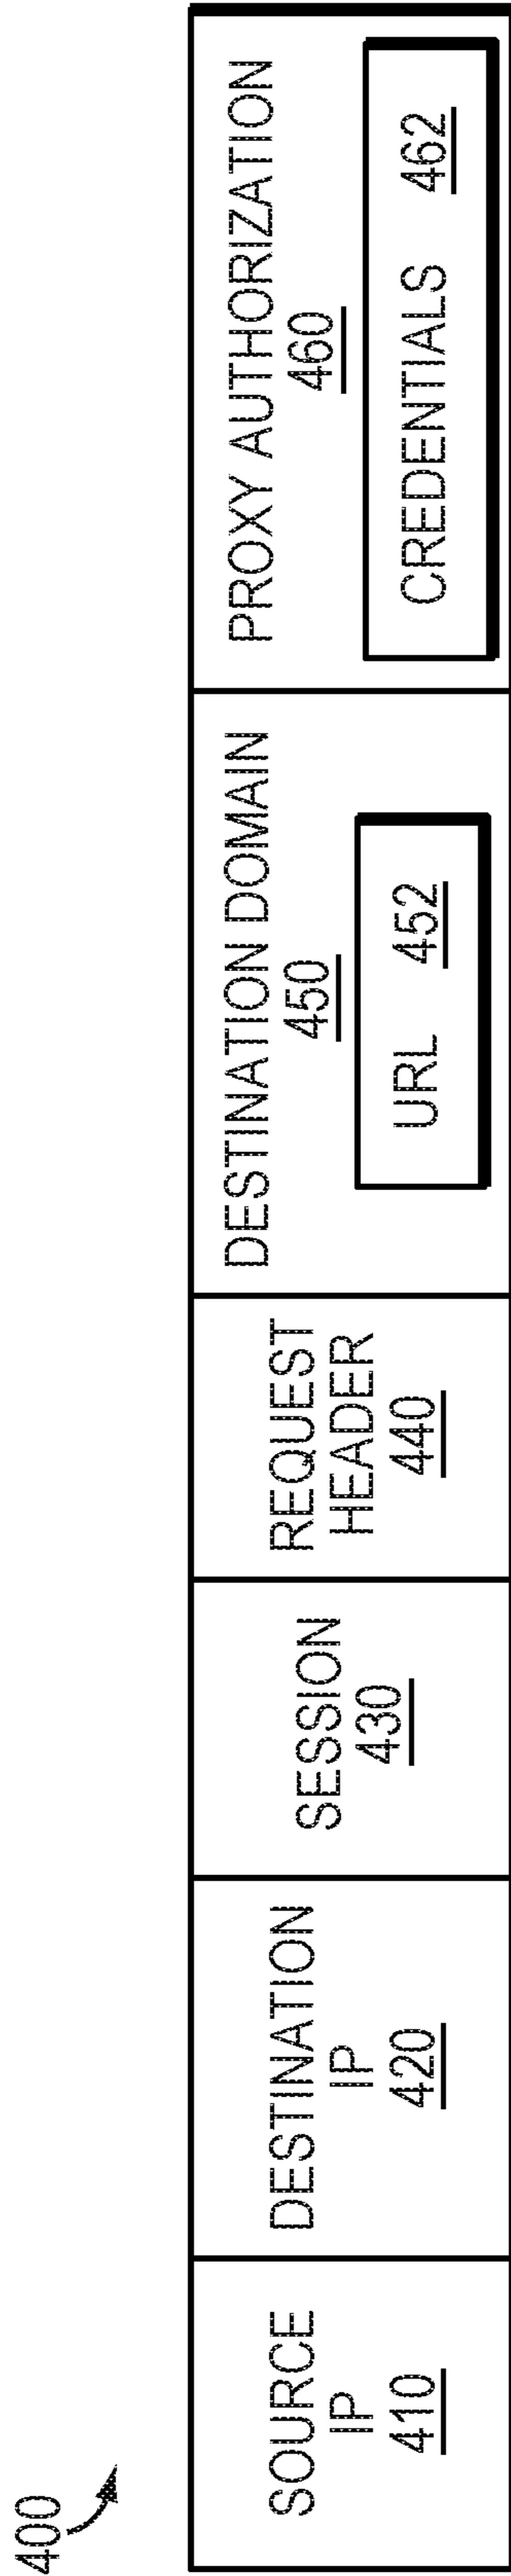 400
SOURCE
IP
410
DESTINATION
IP
420
SESSION
430
REQUEST
HEADER
440
DESTINATION DOMAIN
450
URL 452
PROXY AUTHORIZATION
460
CREDENTIALS 462